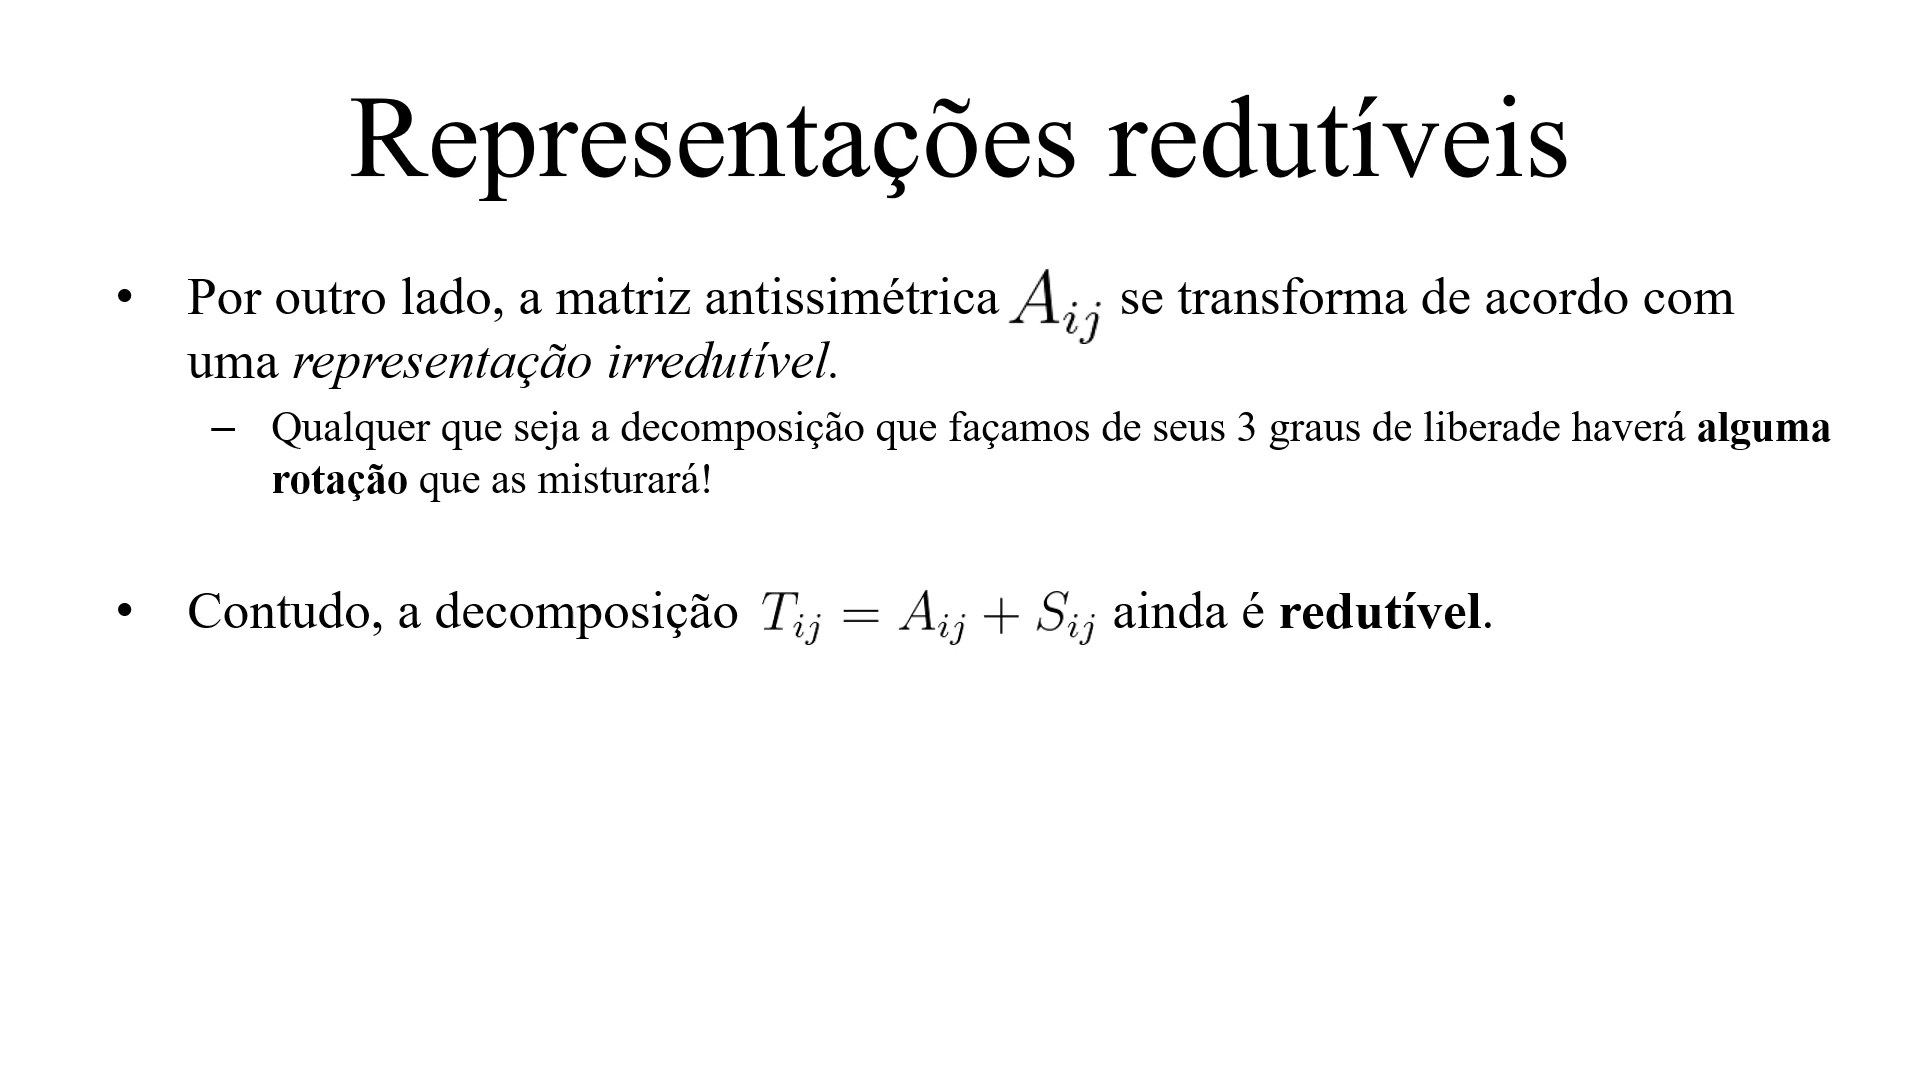 Representações redutíveis
• Por outro lado, a matriz antissimétrica A_{ij} se transforma de acordo com
uma representação irredutível.
– Qualquer que seja a decomposição que façamos de seus 3 graus de liberade haverá alguma
rotação que as misturará!
• Contudo, a decomposição T_{ij} = A_{ij} + S_{ij} ainda é redutível.